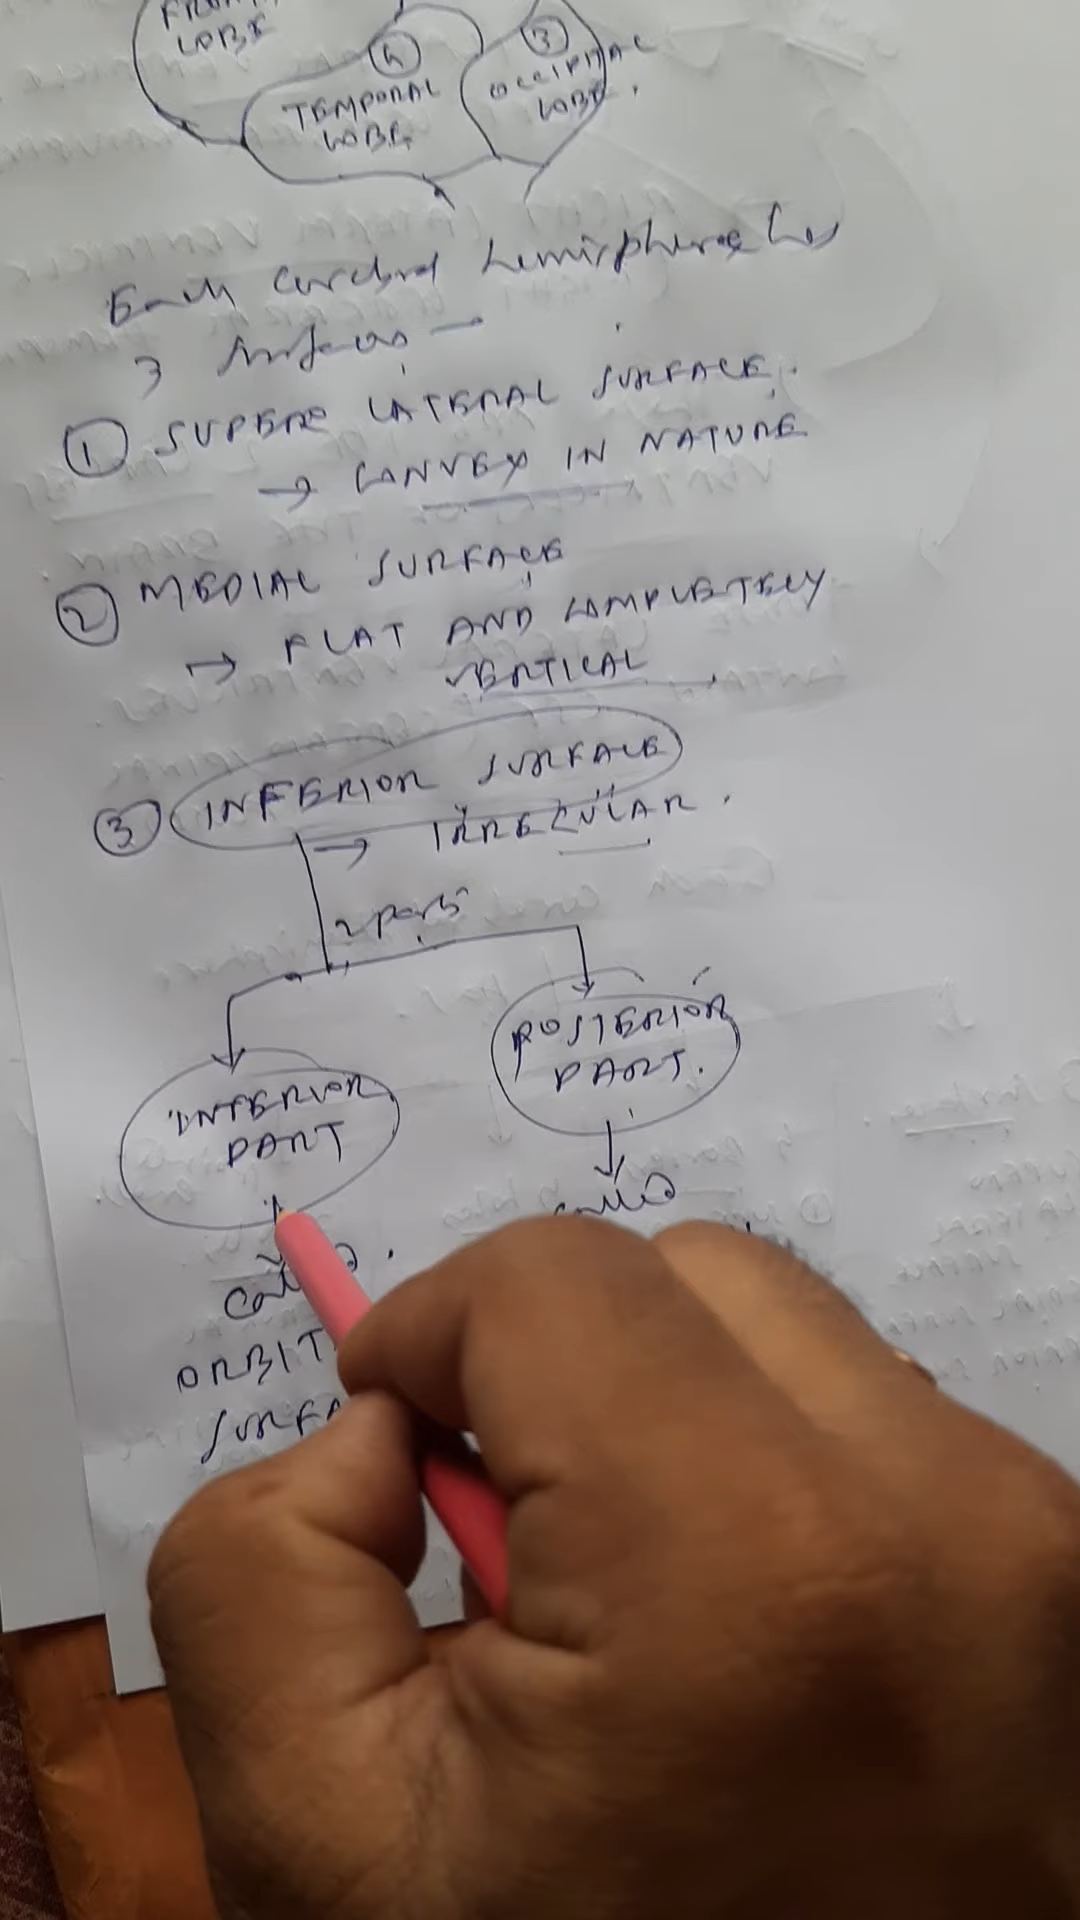 LOBE
4
TEMPORAL
LOBE
3
OCCIPITAL
LOBE.
Each cerebral hemisphere has
3 surfaces —
① SUPERO LATERAL SURFACE.
→ CONVEX IN NATURE
② MEDIAL SURFACE
→ FLAT AND COMPLETELY
VERTICAL
③ INFERIOR SURFACE
→ IRREGULAR.
2 parts
POSTERIOR
PART.
PART
called
called
ORBIT
SURFA